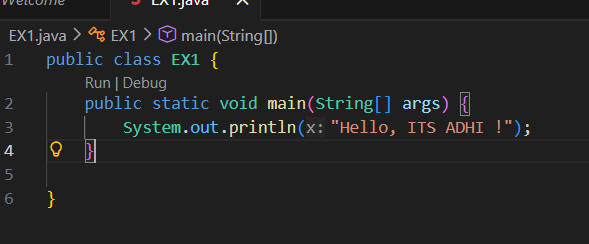 Welcome EX1.java
EX1.java > EX1 > main(String[])
1 public class EX1 {
Run | Debug
2 public static void main(String[] args) {
3 System.out.println(x: "Hello, ITS ADHI !");
4 }
5
6 }